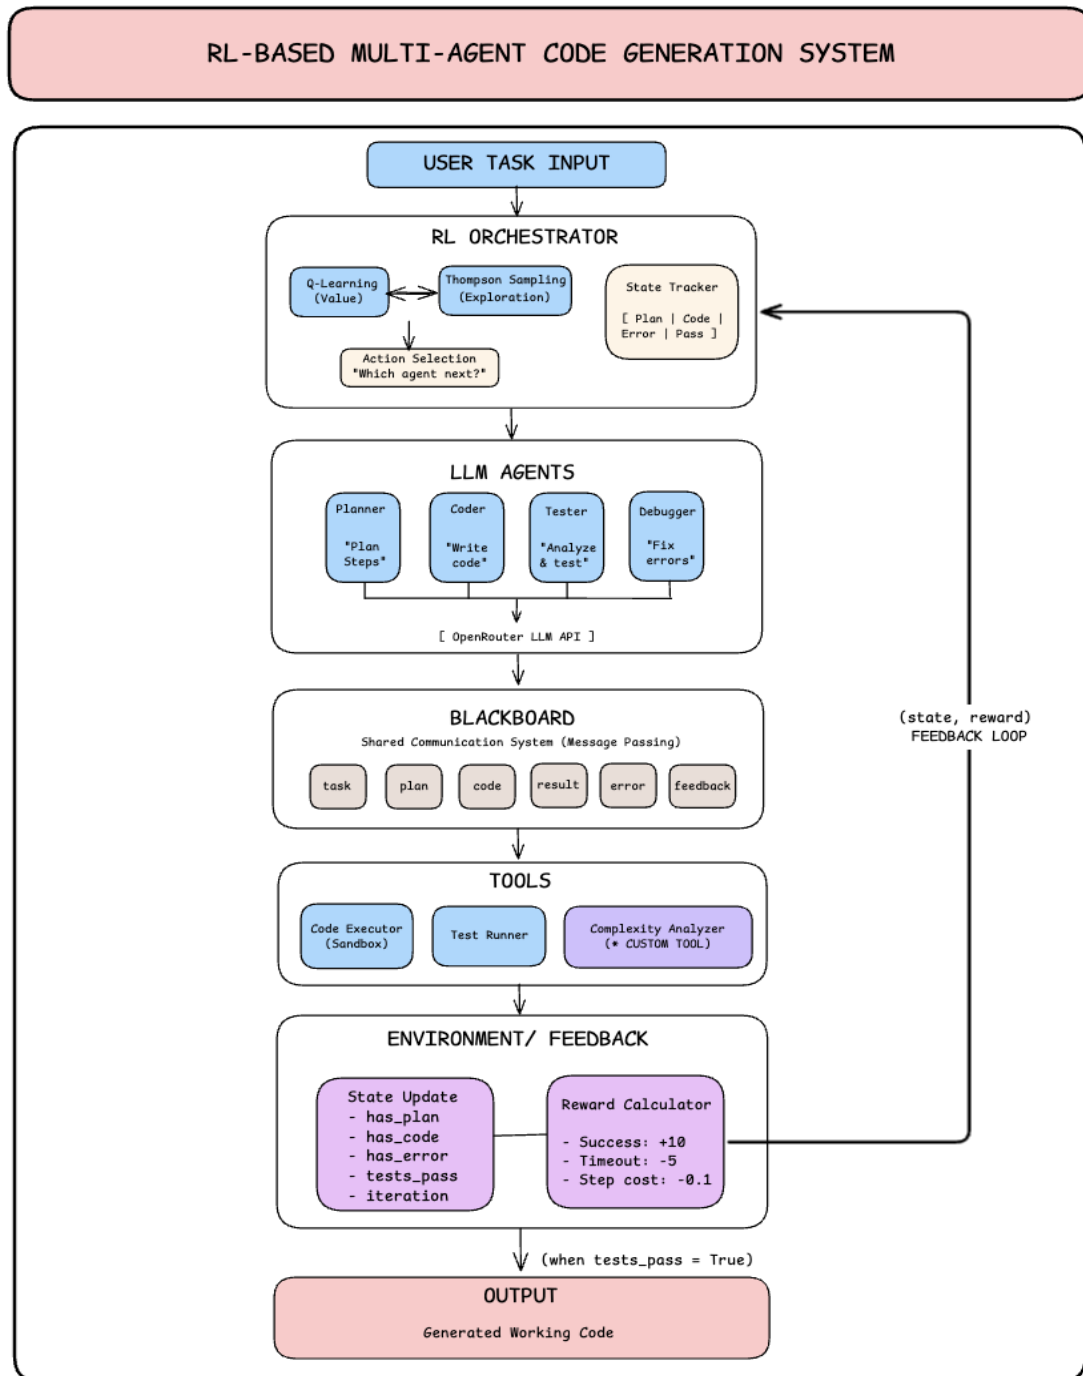 RL-BASED MULTI-AGENT CODE GENERATION SYSTEM
USER TASK INPUT
RL ORCHESTRATOR
Q-Learning
(Value)
Thompson Sampling
(Exploration)
State Tracker
[ Plan | Code |
Error | Pass ]
Action Selection
"Which agent next?"
LLM AGENTS
Planner
"Plan
Steps"
Coder
"Write
code"
Tester
"Analyze
& test"
Debugger
"Fix
errors"
[ OpenRouter LLM API ]
BLACKBOARD
Shared Communication System (Message Passing)
task
plan
code
result
error
feedback
(state, reward)
FEEDBACK LOOP
TOOLS
Code Executor
(Sandbox)
Test Runner
Complexity Analyzer
(* CUSTOM TOOL)
ENVIRONMENT/ FEEDBACK
State Update
- has_plan
- has_code
- has_error
- tests_pass
- iteration
Reward Calculator
- Success: +10
- Timeout: -5
- Step cost: -0.1
(when tests_pass = True)
OUTPUT
Generated Working Code